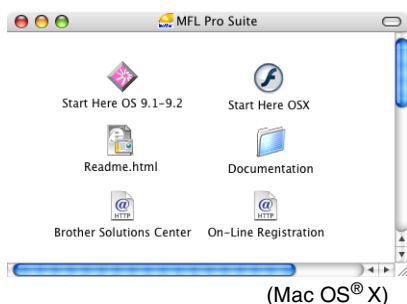 MFL Pro Suite
Start Here OS 9.1-9.2
Start Here OSX
Readme.html
Documentation
@ HTTP
@ HTTP
Brother Solutions Center
On-Line Registration
(Mac OS® X)